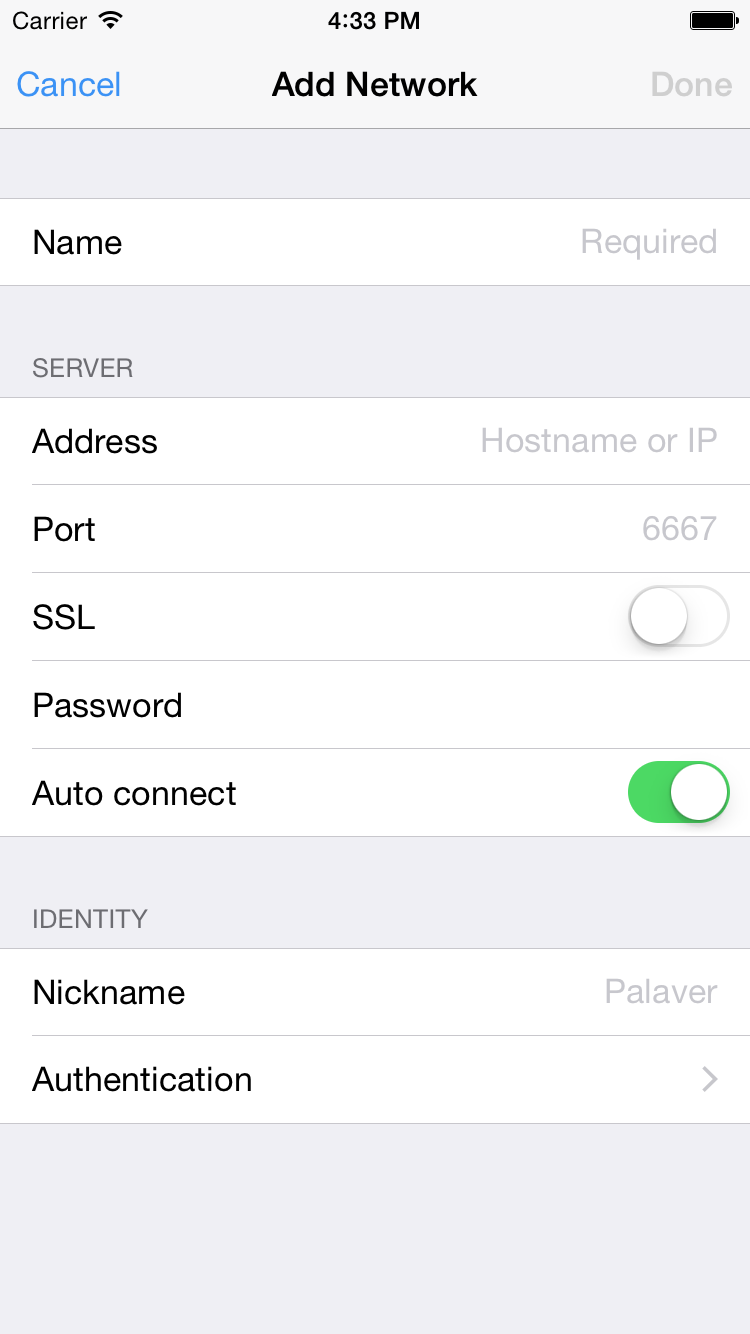 Carrier 4:33 PM
Cancel Add Network Done
Name Required
SERVER
Address Hostname or IP
Port 6667
SSL
Password
Auto connect
IDENTITY
Nickname Palaver
Authentication